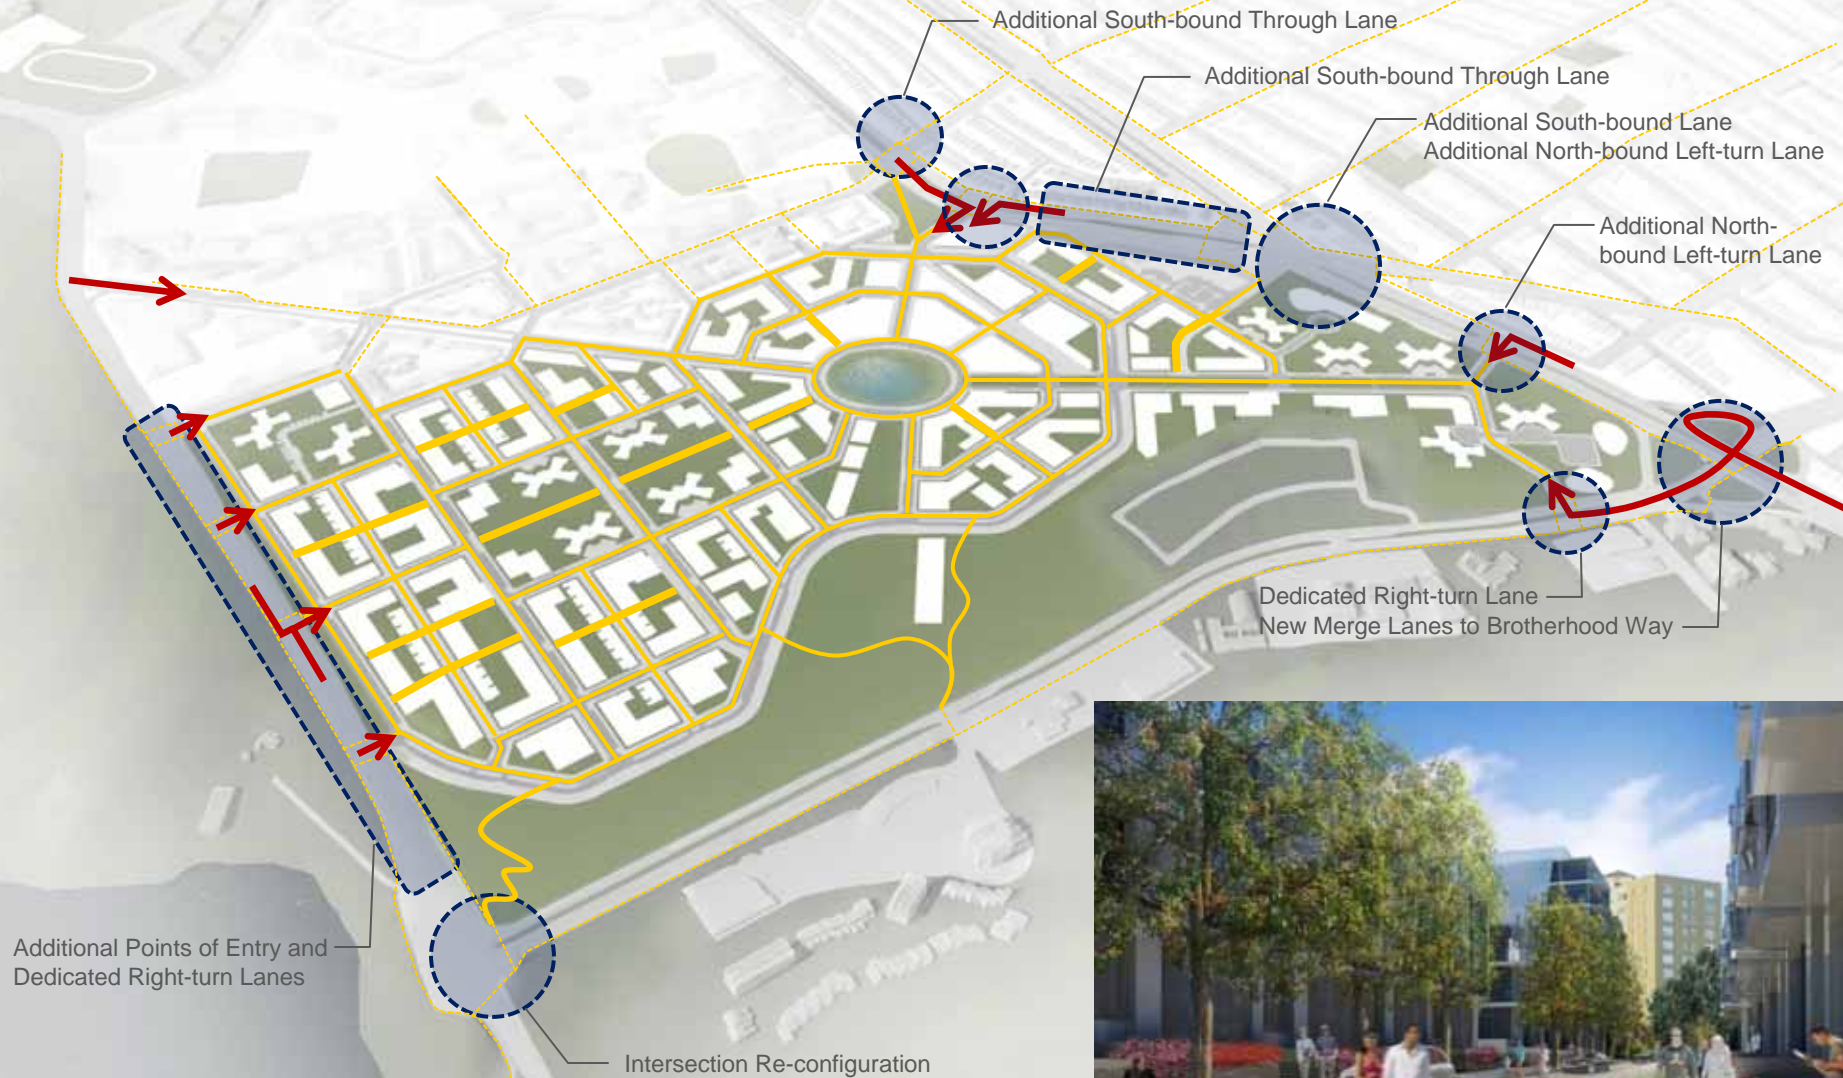 Additional South-bound Through Lane
Additional South-bound Through Lane
Additional South-bound Lane
Additional North-bound Left-turn Lane
Additional North-
bound Left-turn Lane
Dedicated Right-turn Lane
New Merge Lanes to Brotherhood Way
Additional Points of Entry and
Dedicated Right-turn Lanes
Intersection Re-configuration